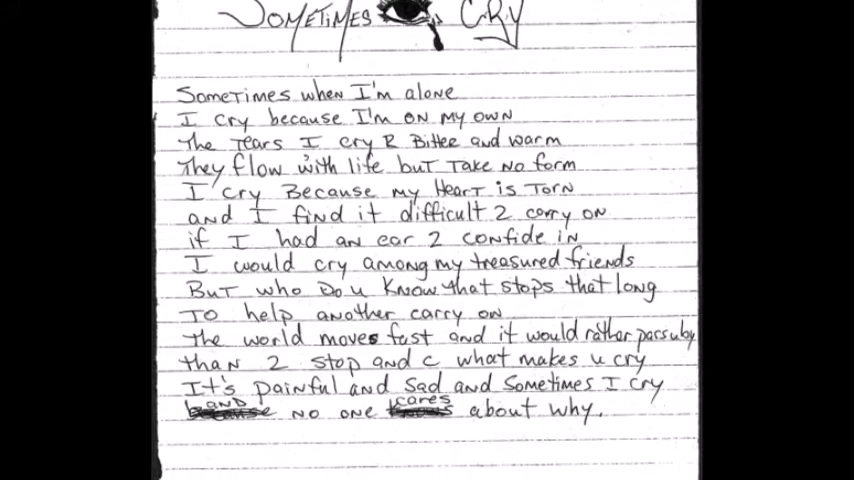 SOMETIMES EYE CRY
Sometimes when I'm alone
I cry because I'm on my own
The Tears I cry R Bitter and warm
They flow with life but Take No form
I cry Because my Heart is Torn
and I find it difficult 2 carry on
if I had an ear 2 confide in
I would cry among my treasured friends
But who Do u Know that stops that long
To help another carry on
The world moves fast and it would rather pass u by
than 2 stop and c what makes u cry
It's painful and Sad and Sometimes I cry
and no one cares about why.